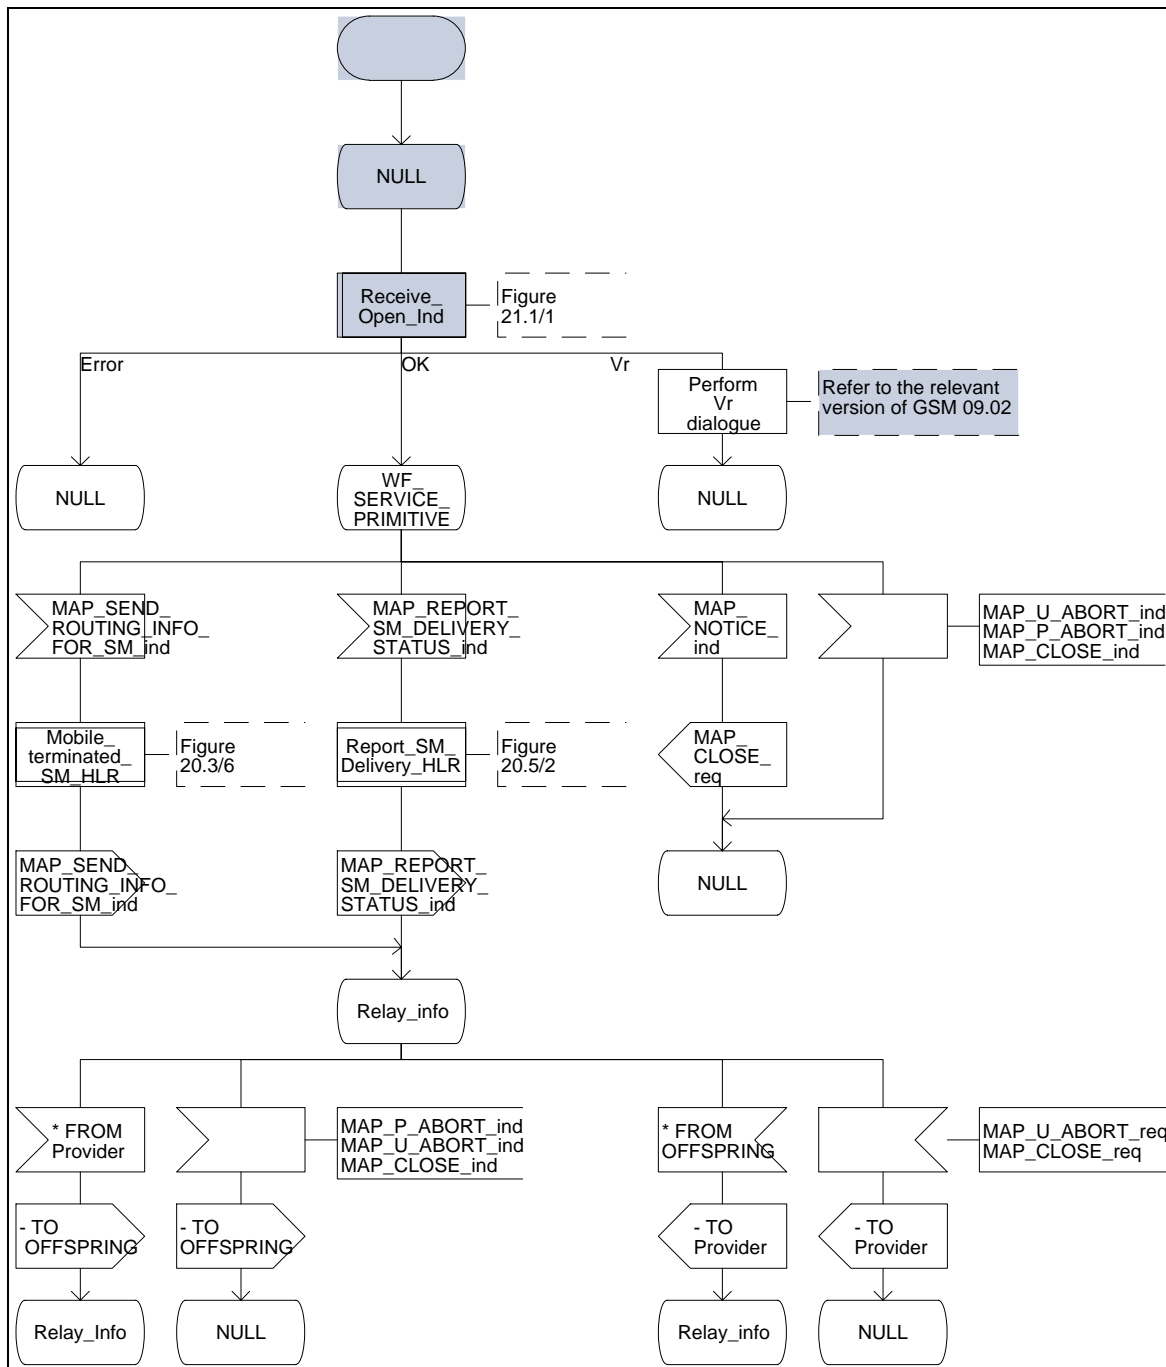 NULL
Receive_
Open_Ind
Figure
21.1/1
Error
OK
Vr
Perform
Vr
dialogue
Refer to the relevant
version of GSM 09.02
NULL
WF_
SERVICE_
PRIMITIVE
NULL
MAP_SEND_
ROUTING_INFO_
FOR_SM_ind
MAP_REPORT_
SM_DELIVERY_
STATUS_ind
MAP_
NOTICE_
ind
MAP_U_ABORT_ind
MAP_P_ABORT_ind
MAP_CLOSE_ind
Mobile_
terminated_
SM_HLR
Figure
20.3/6
Report_SM_
Delivery_HLR
Figure
20.5/2
MAP_
CLOSE_
req
MAP_SEND_
ROUTING_INFO_
FOR_SM_ind
MAP_REPORT_
SM_DELIVERY_
STATUS_ind
NULL
Relay_info
* FROM
Provider
MAP_P_ABORT_ind
MAP_U_ABORT_ind
MAP_CLOSE_ind
* FROM
OFFSPRING
MAP_U_ABORT_req
MAP_CLOSE_req
- TO
OFFSPRING
- TO
OFFSPRING
- TO
Provider
- TO
Provider
Relay_Info
NULL
Relay_info
NULL